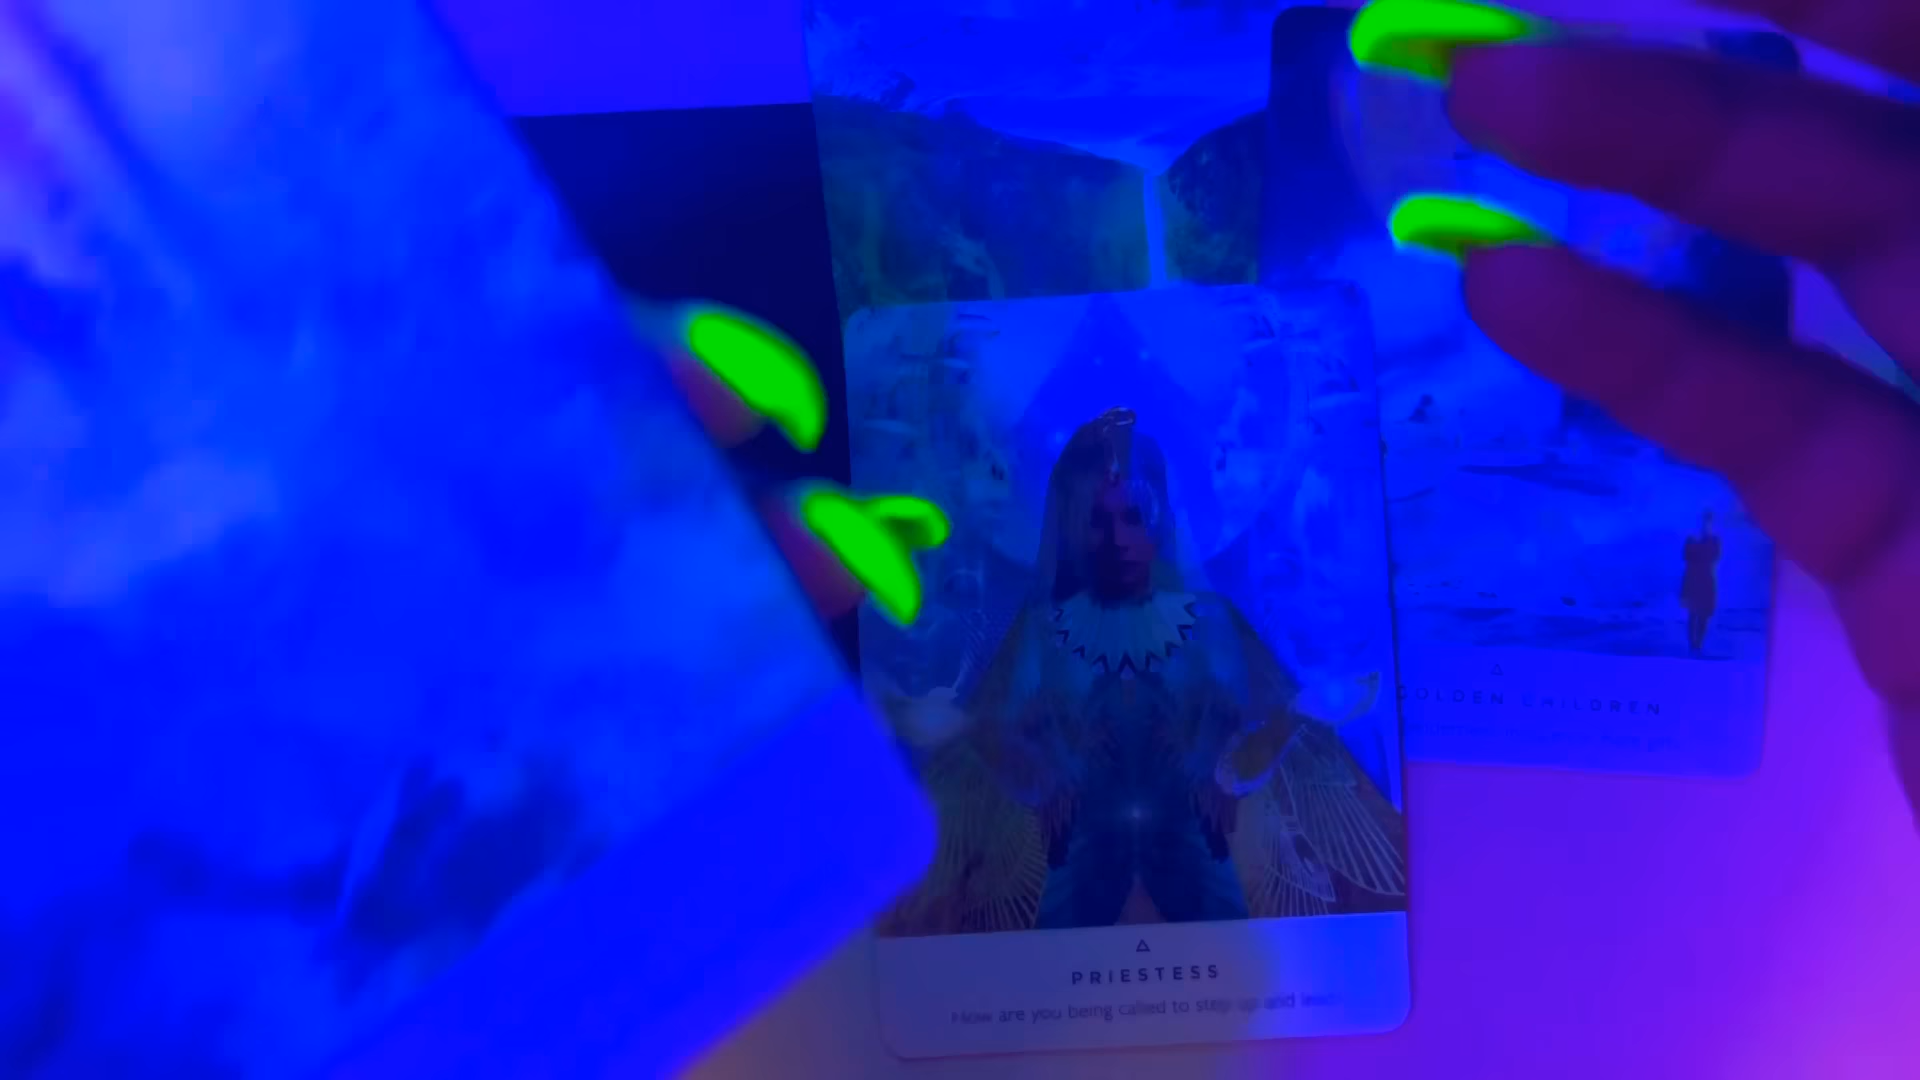 GOLDEN CHILDREN
PRIESTESS
How are you being called to step up and lead?